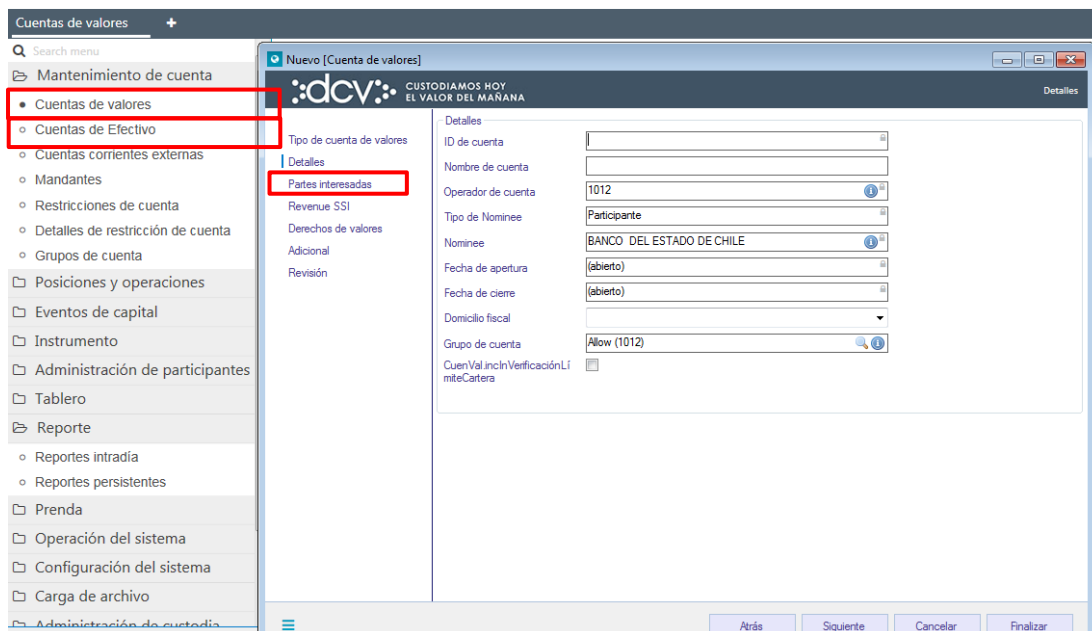 Cuentas de valores +
Search menu
Mantenimiento de cuenta
Cuentas de valores
Cuentas de Efectivo
Cuentas corrientes externas
Mandantes
Restricciones de cuenta
Detalles de restricción de cuenta
Grupos de cuenta
Posiciones y operaciones
Eventos de capital
Instrumento
Administración de participantes
Tablero
Reporte
Reportes intradía
Reportes persistentes
Prenda
Operación del sistema
Configuración del sistema
Carga de archivo
Administración de custodia
Nuevo [Cuenta de valores]
:dcv: CUSTODIAMOS HOY
EL VALOR DEL MAÑANA
Detalles
Tipo de cuenta de valores
Detalles
Partes interesadas
Revenue SSI
Derechos de valores
Adicional
Revisión
Detalles
ID de cuenta
Nombre de cuenta
Operador de cuenta 1012
Tipo de Nominee Participante
Nominee BANCO DEL ESTADO DE CHILE
Fecha de apertura (abierto)
Fecha de cierre (abierto)
Domicilio fiscal
Grupo de cuenta Allow (1012)
CuenVal.incInVerificaciónLí
miteCartera
Atrás Siguiente Cancelar Finalizar